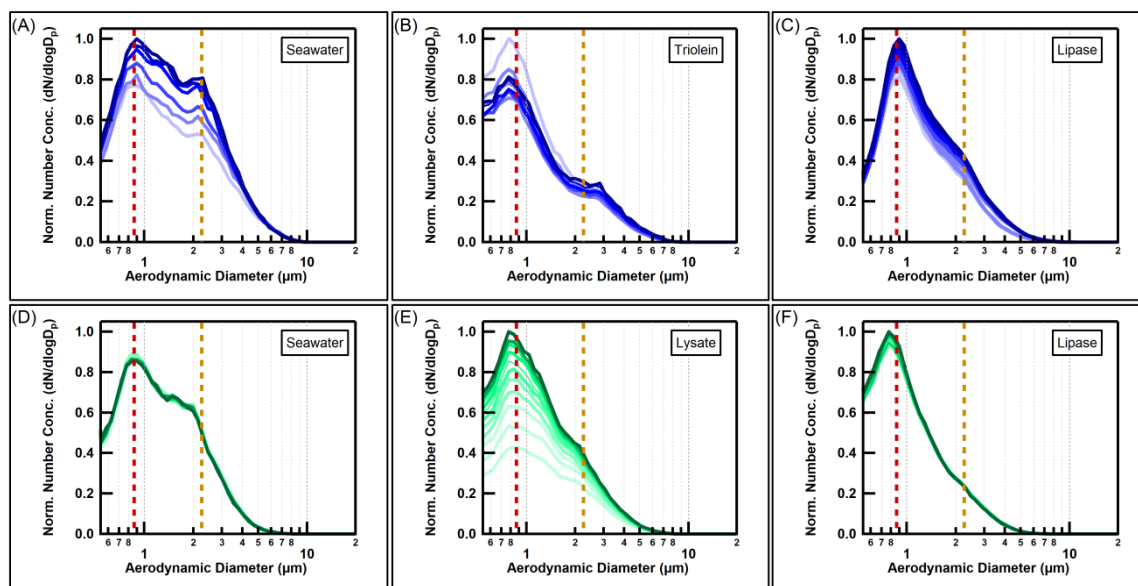 (A)
Seawater
Norm. Number Conc. (dN/dlogDp)
1.0
0.8
0.6
0.4
0.2
0.0
6 7 8 1 2 3 4 5 6 7 8 10 2
Aerodynamic Diameter (µm)
(B)
Triolein
Norm. Number Conc. (dN/dlogDp)
1.0
0.8
0.6
0.4
0.2
0.0
6 7 8 1 2 3 4 5 6 7 8 10 2
Aerodynamic Diameter (µm)
(C)
Lipase
Norm. Number Conc. (dN/dlogDp)
1.0
0.8
0.6
0.4
0.2
0.0
6 7 8 1 2 3 4 5 6 7 8 10 2
Aerodynamic Diameter (µm)
(D)
Seawater
Norm. Number Conc. (dN/dlogDp)
1.0
0.8
0.6
0.4
0.2
0.0
6 7 8 1 2 3 4 5 6 7 8 10 2
Aerodynamic Diameter (µm)
(E)
Lysate
Norm. Number Conc. (dN/dlogDp)
1.0
0.8
0.6
0.4
0.2
0.0
6 7 8 1 2 3 4 5 6 7 8 10 2
Aerodynamic Diameter (µm)
(F)
Lipase
Norm. Number Conc. (dN/dlogDp)
1.0
0.8
0.6
0.4
0.2
0.0
6 7 8 1 2 3 4 5 6 7 8 10 2
Aerodynamic Diameter (µm)